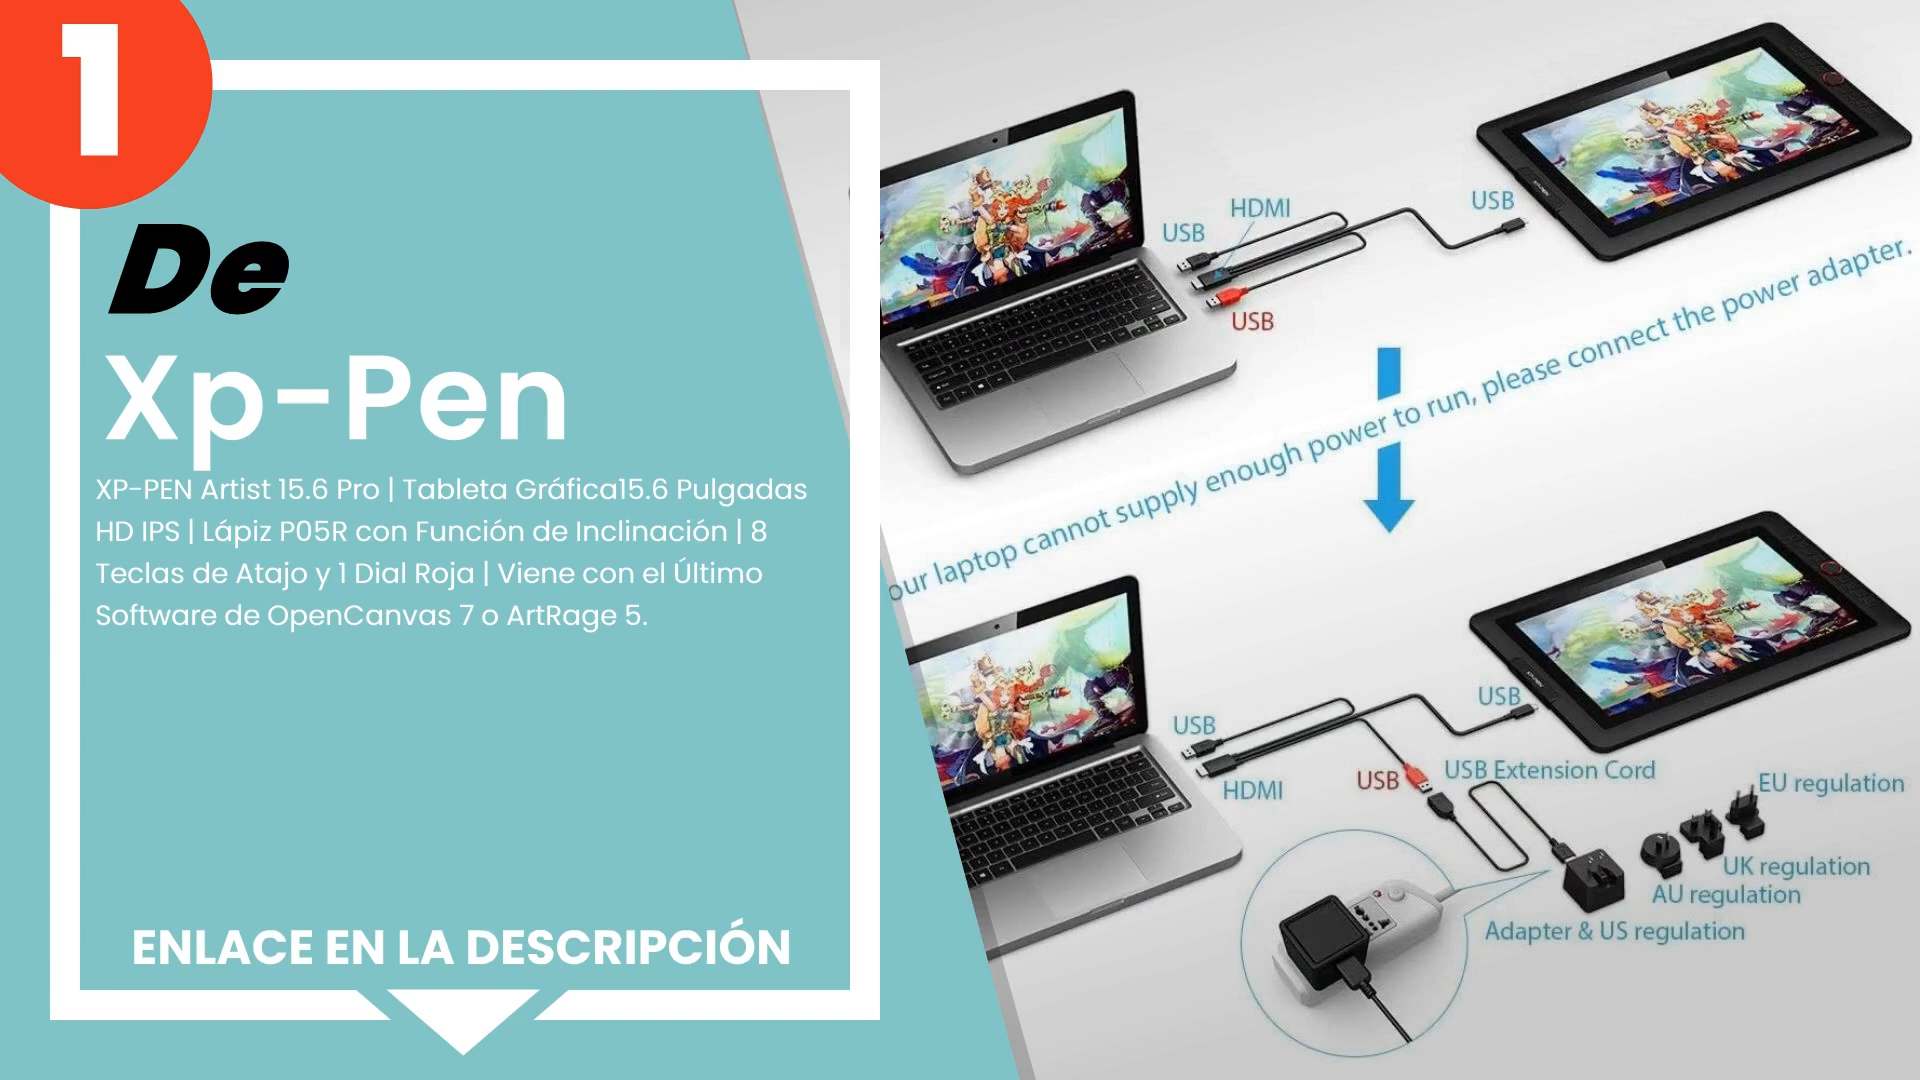 1
De
Xp-Pen
XP-PEN Artist 15.6 Pro | Tableta Gráfica15.6 Pulgadas
HD IPS | Lápiz P05R con Función de Inclinación | 8
Teclas de Atajo y 1 Dial Roja | Viene con el Último
Software de OpenCanvas 7 o ArtRage 5.
ENLACE EN LA DESCRIPCIÓN
USB
HDMI
USB
USB
our laptop cannot supply enough power to run, please connect the power adapter.
USB
HDMI
USB
USB
USB Extension Cord
EU regulation
UK regulation
AU regulation
Adapter & US regulation